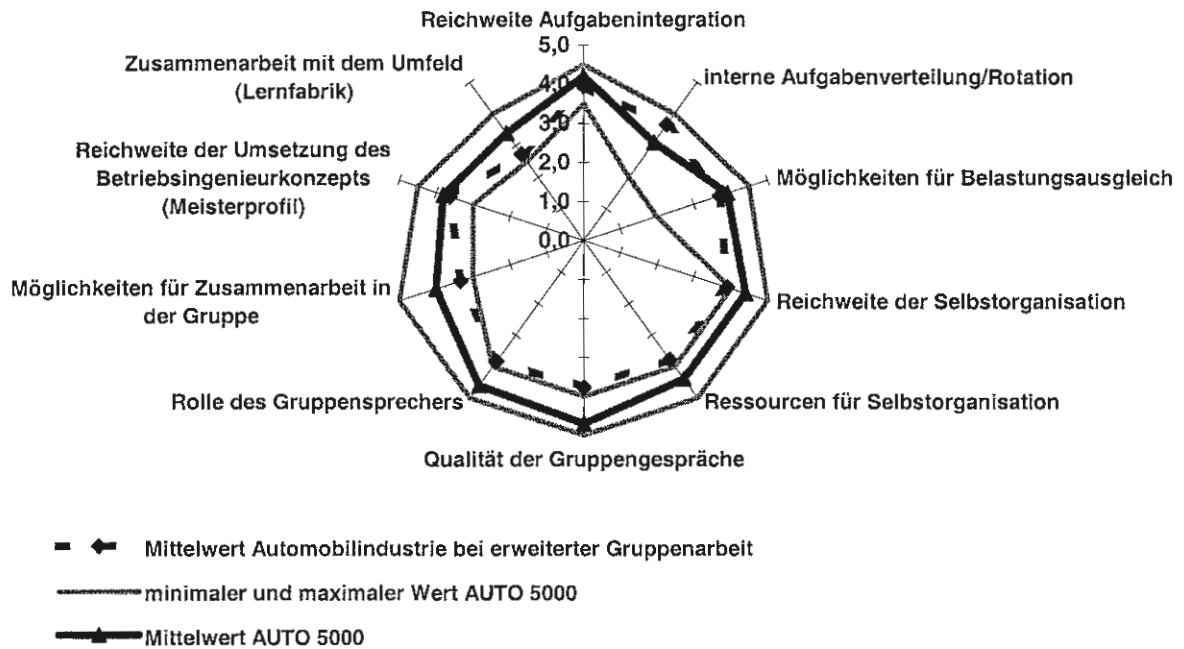 Reichweite Aufgabenintegration
5,0
Zusammenarbeit mit dem Umfeld
(Lernfabrik)
4,0
interne Aufgabenverteilung/Rotation
3,0
Reichweite der Umsetzung des
Betriebsingenieurkonzepts
(Meisterprofil)
2,0
Möglichkeiten für Belastungsausgleich
1,0
0,0
Möglichkeiten für Zusammenarbeit in
der Gruppe
Reichweite der Selbstorganisation
Rolle des Gruppensprechers
Ressourcen für Selbstorganisation
Qualität der Gruppengespräche
Mittelwert Automobilindustrie bei erweiterter Gruppenarbeit
minimaler und maximaler Wert AUTO 5000
Mittelwert AUTO 5000